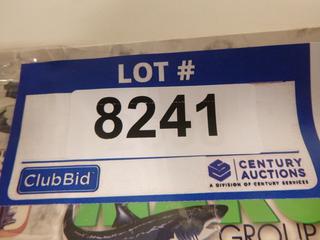 LOT #
8241
ClubBid
CENTURY
AUCTIONS
A DIVISION OF CENTURY SERVICES
GROUP